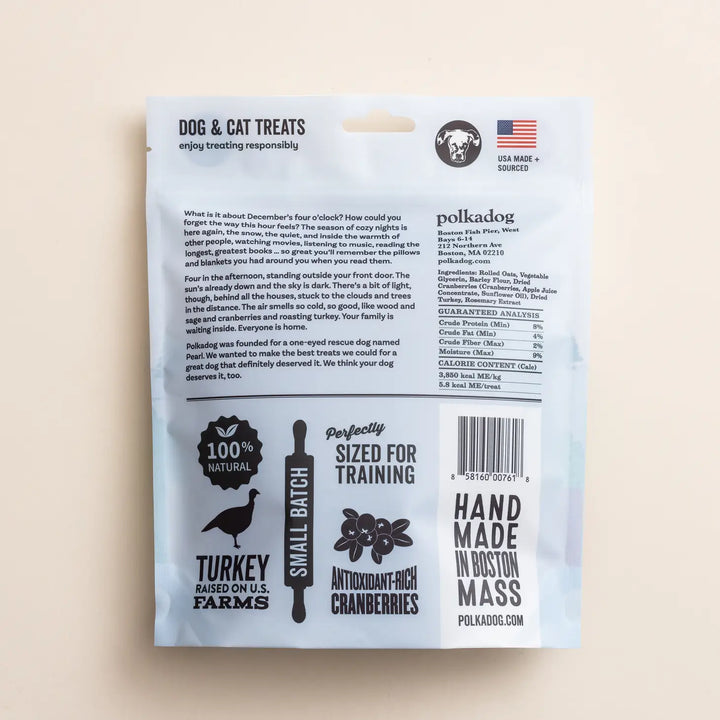 DOG & CAT TREATS
enjoy treating responsibly
USA MADE +
SOURCED
What is it about December's four o'clock? How could you
forget the way this hour feels? The season of cozy nights is
here again, the snow, the quiet, and inside the warmth of
other people, watching movies, listening to music, reading the
longest, greatest books ... so great you'll remember the pillows
and blankets you had around you when you read them.
Four in the afternoon, standing outside your front door. The
sun's already down and the sky is dark. There's a bit of light,
though, behind all the houses, stuck to the clouds and trees
in the distance. The air smells so cold, so good, like wood and
sage and cranberries and roasting turkey. Your family is
waiting inside. Everyone is home.
Polkadog was founded for a one-eyed rescue dog named
Pearl. We wanted to make the best treats we could for a
great dog that definitely deserved it. We think your dog
deserves it, too.
polkadog
Boston Fish Pier, West
Bays 6-14
212 Northern Ave
Boston, MA 02210
polkadog.com
Ingredients: Rolled Oats, Vegetable
Glycerin, Barley Flour, Dried
Cranberries (Cranberries, Apple Juice
Concentrate, Sunflower Oil), Dried
Turkey, Rosemary Extract
GUARANTEED ANALYSIS
Crude Protein (Min) 8%
Crude Fat (Min) 4%
Crude Fiber (Max) 2%
Moisture (Max) 9%
CALORIE CONTENT (Calc)
3,850 kcal ME/kg
5.8 kcal ME/treat
100%
NATURAL
TURKEY
RAISED ON U.S.
FARMS
SMALL BATCH
Perfectly
SIZED FOR
TRAINING
ANTIOXIDANT-RICH
CRANBERRIES
8 58160 00761 8
HAND
MADE
IN BOSTON
MASS
POLKADOG.COM